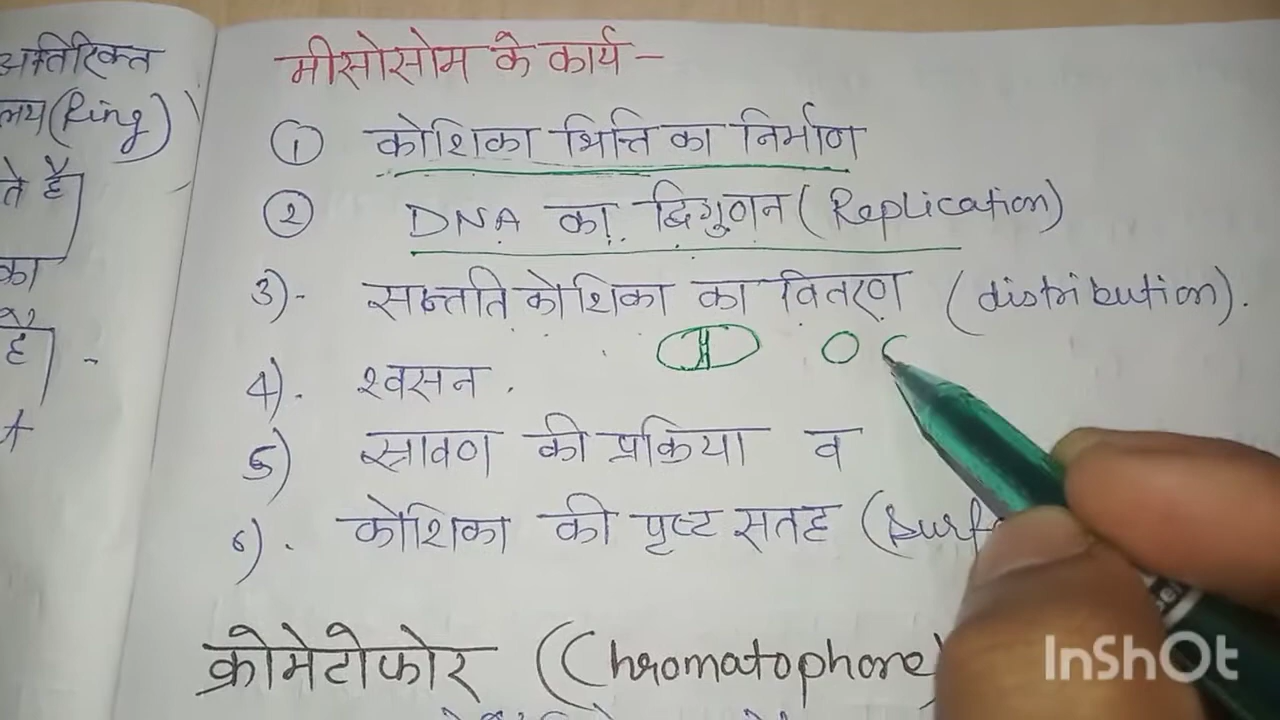 अतिरिक्त
लय (Ring)
ते है
का
है
मीसोसोम के कार्य -
① कोशिका भित्ति का निर्माण
② DNA का द्विगुणन (Replication)
3)- सन्तति कोशिका का वितरण (distribution).
4). श्वसन .
5) स्रावण की प्रक्रिया व
6). कोशिका की पृष्ट सतह (Surf
क्रोमेटोफोर (Chromatophore)
InShOt